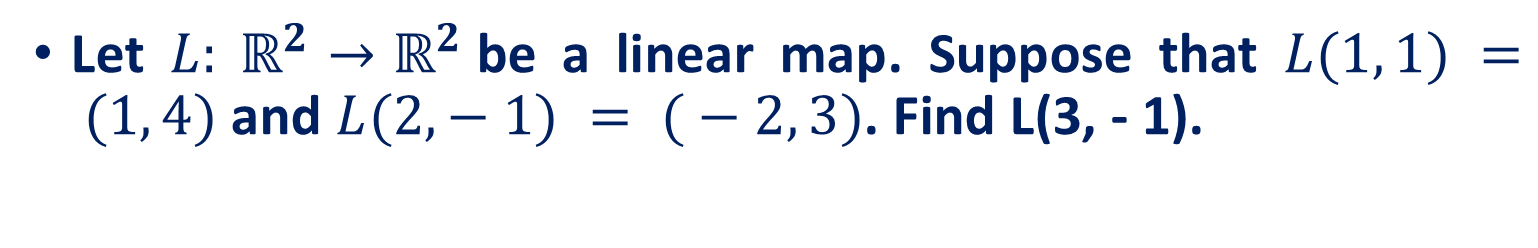 • Let L: ℝ² → ℝ² be a linear map. Suppose that L(1, 1) =
(1, 4) and L(2, − 1) = ( − 2, 3). Find L(3, - 1).